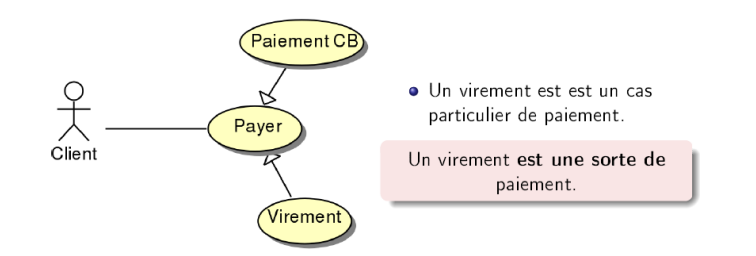 Paiement CB
Payer
Client
Virement
Un virement est est un cas
particulier de paiement.
Un virement est une sorte de
paiement.